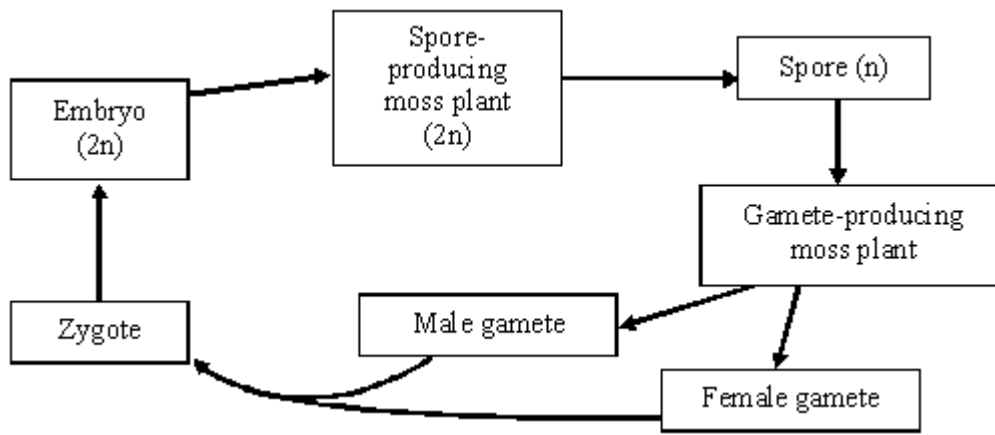 Embryo
(2n)
Spore-
producing
moss plant
(2n)
Spore (n)
Gamete-producing
moss plant
Male gamete
Female gamete
Zygote